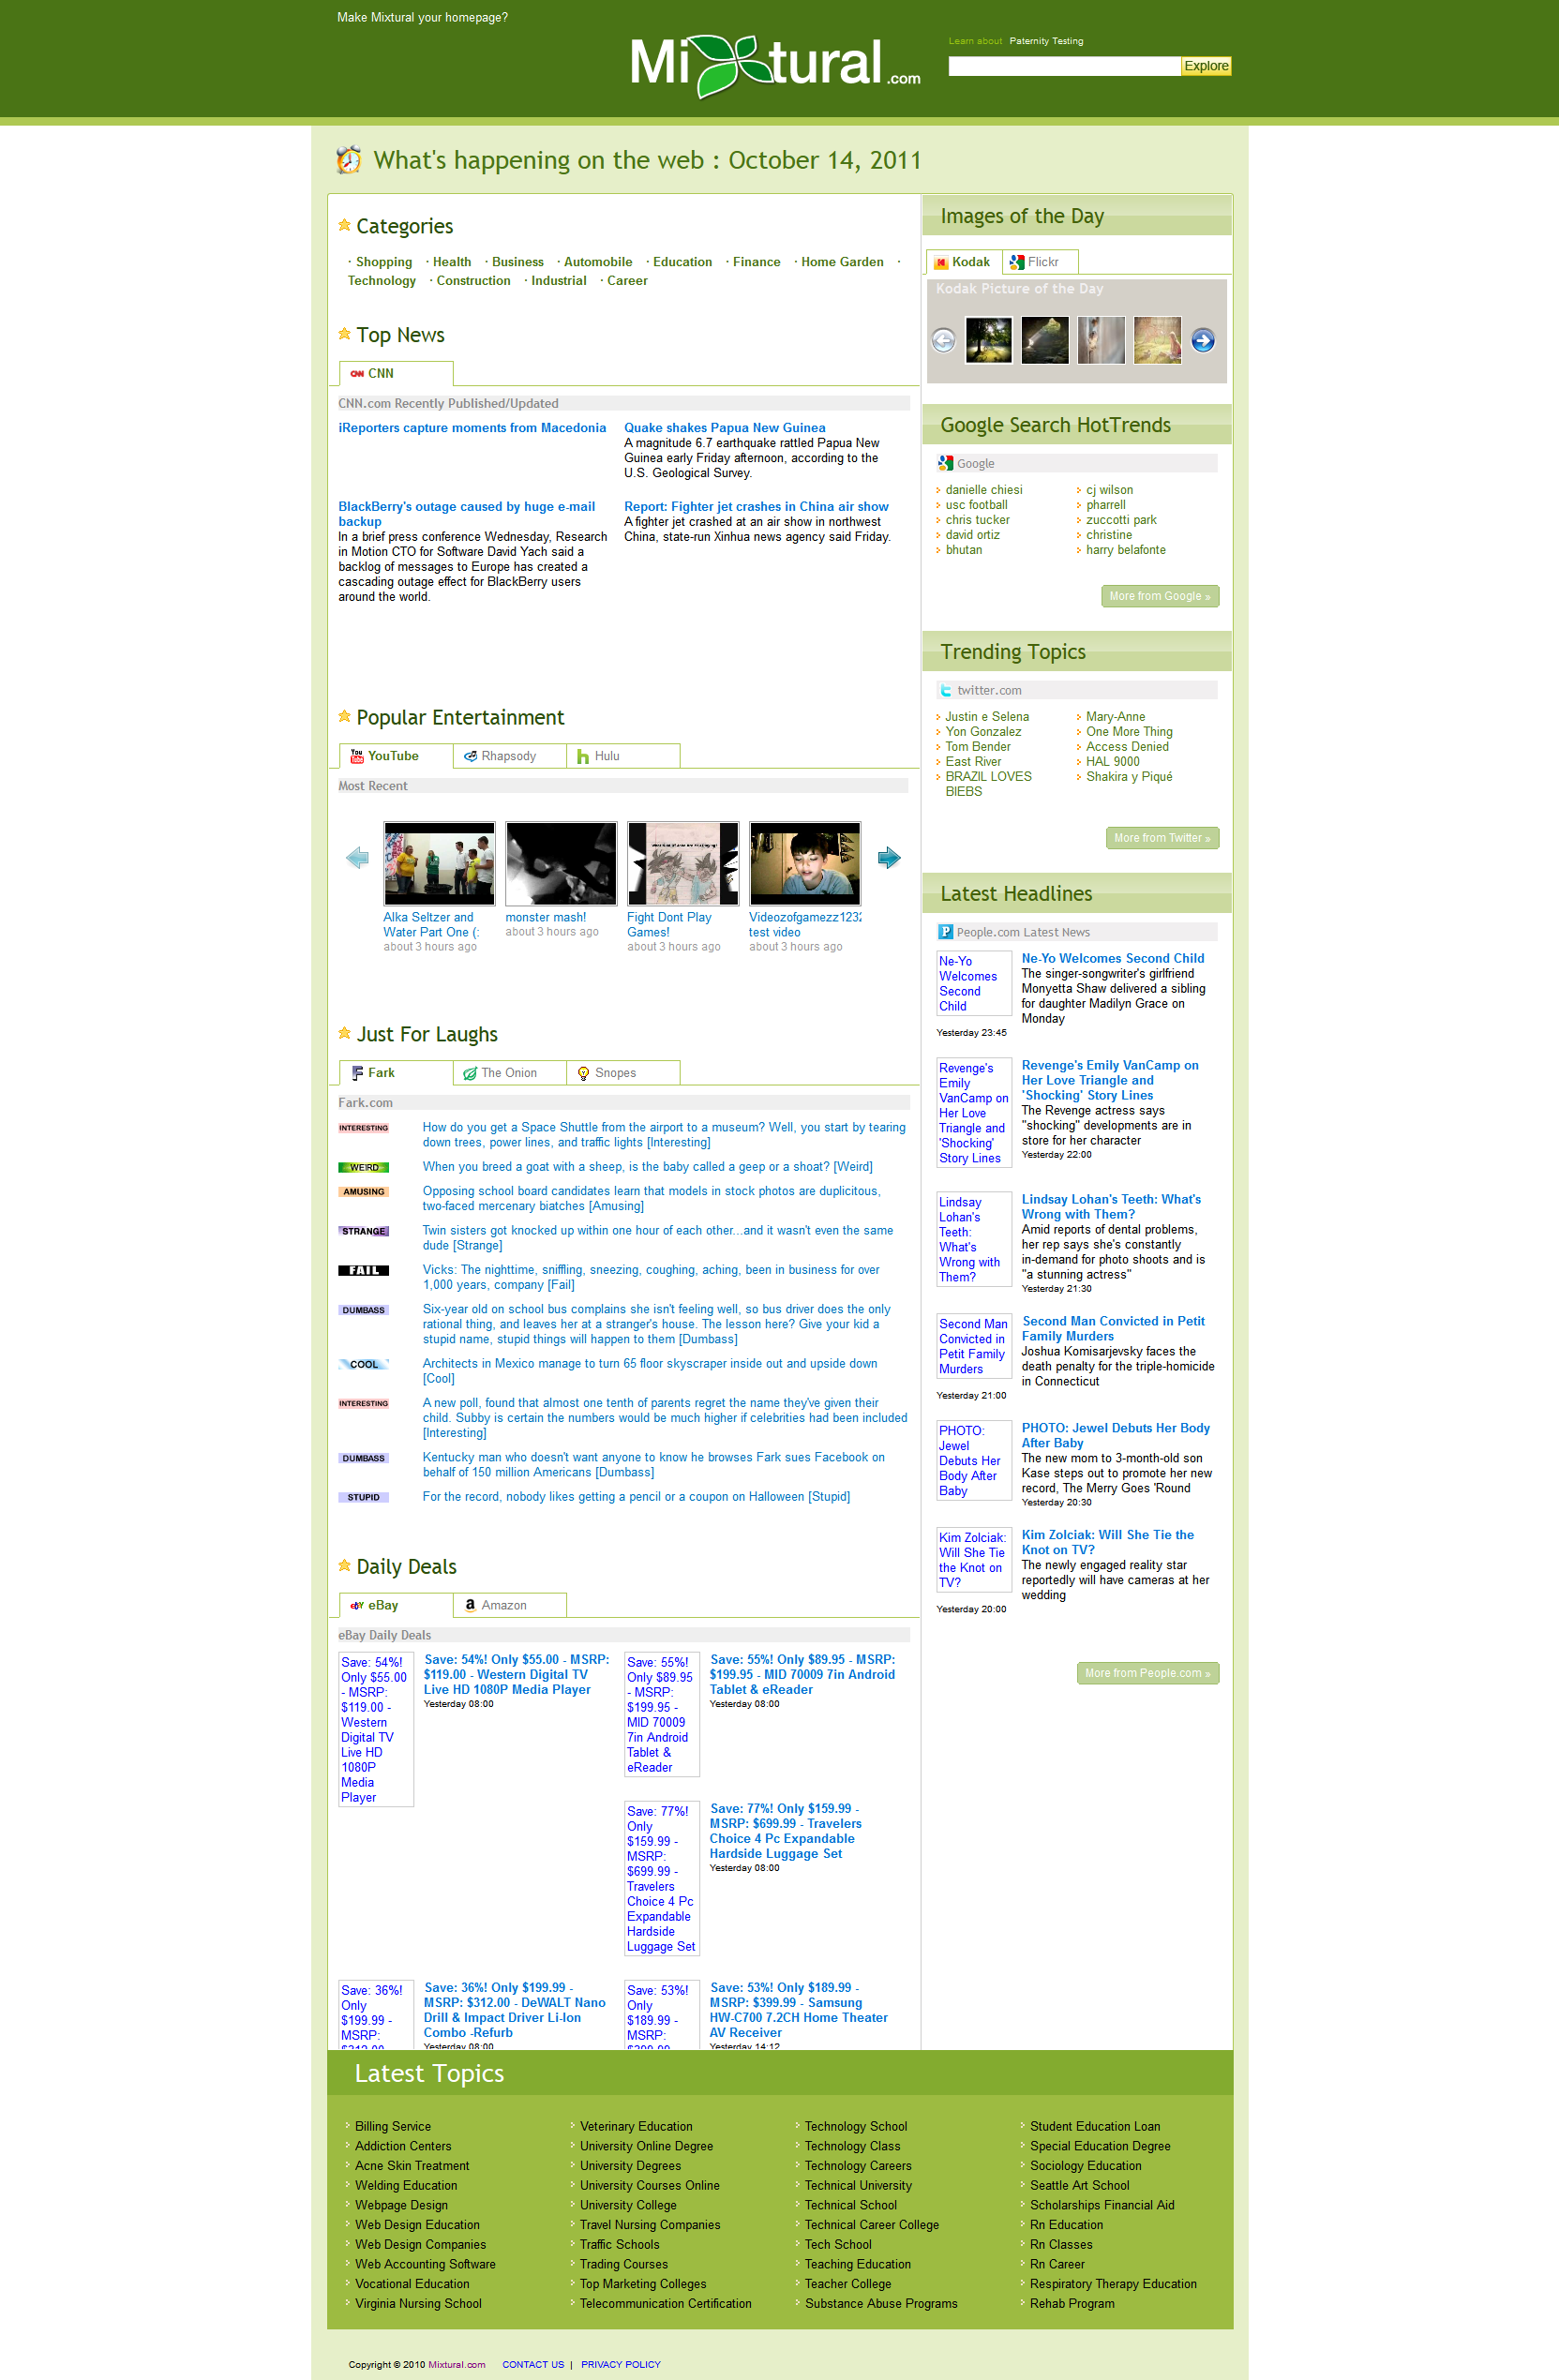 Make Mixtural your homepage?
Mixtural.com
Learn about Paternity Testing
Explore
What's happening on the web : October 14, 2011
Categories
· Shopping · Health · Business · Automobile · Education · Finance · Home Garden ·
Technology · Construction · Industrial · Career
Top News
CNN
CNN.com Recently Published/Updated
iReporters capture moments from Macedonia
Quake shakes Papua New Guinea
A magnitude 6.7 earthquake rattled Papua New
Guinea early Friday afternoon, according to the
U.S. Geological Survey.
BlackBerry's outage caused by huge e-mail
backup
In a brief press conference Wednesday, Research
in Motion CTO for Software David Yach said a
backlog of messages to Europe has created a
cascading outage effect for BlackBerry users
around the world.
Report: Fighter jet crashes in China air show
A fighter jet crashed at an air show in northwest
China, state-run Xinhua news agency said Friday.
Popular Entertainment
YouTube Rhapsody Hulu
Most Recent
Alka Seltzer and
Water Part One (:
about 3 hours ago
monster mash!
about 3 hours ago
Fight Dont Play
Games!
about 3 hours ago
Videozofgamezz1232
test video
about 3 hours ago
Just For Laughs
Fark The Onion Snopes
Fark.com
INTERESTING
How do you get a Space Shuttle from the airport to a museum? Well, you start by tearing
down trees, power lines, and traffic lights [Interesting]
WEIRD
When you breed a goat with a sheep, is the baby called a geep or a shoat? [Weird]
AMUSING
Opposing school board candidates learn that models in stock photos are duplicitous,
two-faced mercenary biatches [Amusing]
STRANGE
Twin sisters got knocked up within one hour of each other...and it wasn't even the same
dude [Strange]
FAIL
Vicks: The nighttime, sniffling, sneezing, coughing, aching, been in business for over
1,000 years, company [Fail]
DUMBASS
Six-year old on school bus complains she isn't feeling well, so bus driver does the only
rational thing, and leaves her at a stranger's house. The lesson here? Give your kid a
stupid name, stupid things will happen to them [Dumbass]
COOL
Architects in Mexico manage to turn 65 floor skyscraper inside out and upside down
[Cool]
INTERESTING
A new poll, found that almost one tenth of parents regret the name they've given their
child. Subby is certain the numbers would be much higher if celebrities had been included
[Interesting]
DUMBASS
Kentucky man who doesn't want anyone to know he browses Fark sues Facebook on
behalf of 150 million Americans [Dumbass]
STUPID
For the record, nobody likes getting a pencil or a coupon on Halloween [Stupid]
Daily Deals
eBay Amazon
eBay Daily Deals
Save: 54%!
Only $55.00
- MSRP:
$119.00 -
Western
Digital TV
Live HD
1080P
Media
Player
Save: 54%! Only $55.00 - MSRP:
$119.00 - Western Digital TV
Live HD 1080P Media Player
Yesterday 08:00
Save: 55%!
Only $89.95
- MSRP:
$199.95 -
MID 70009
7in Android
Tablet &
eReader
Save: 55%! Only $89.95 - MSRP:
$199.95 - MID 70009 7in Android
Tablet & eReader
Yesterday 08:00
Save: 77%!
Only
$159.99 -
MSRP:
$699.99 -
Travelers
Choice 4 Pc
Expandable
Hardside
Luggage Set
Save: 77%! Only $159.99 -
MSRP: $699.99 - Travelers
Choice 4 Pc Expandable
Hardside Luggage Set
Yesterday 08:00
Save: 36%!
Only
$199.99 -
MSRP:
$312.00
Save: 36%! Only $199.99 -
MSRP: $312.00 - DeWALT Nano
Drill & Impact Driver Li-Ion
Combo -Refurb
Yesterday 08:00
Save: 53%!
Only
$189.99 -
MSRP:
$399.99
Save: 53%! Only $189.99 -
MSRP: $399.99 - Samsung
HW-C700 7.2CH Home Theater
AV Receiver
Yesterday 14:12
Images of the Day
Kodak Flickr
Kodak Picture of the Day
Google Search HotTrends
Google
danielle chiesi
usc football
chris tucker
david ortiz
bhutan
cj wilson
pharrell
zuccotti park
christine
harry belafonte
More from Google »
Trending Topics
twitter.com
Justin e Selena
Yon Gonzalez
Tom Bender
East River
BRAZIL LOVES
BIEBS
Mary-Anne
One More Thing
Access Denied
HAL 9000
Shakira y Piqué
More from Twitter »
Latest Headlines
People.com Latest News
Ne-Yo
Welcomes
Second
Child
Ne-Yo Welcomes Second Child
The singer-songwriter's girlfriend
Monyetta Shaw delivered a sibling
for daughter Madilyn Grace on
Monday
Yesterday 23:45
Revenge's
Emily
VanCamp on
Her Love
Triangle and
'Shocking'
Story Lines
Revenge's Emily VanCamp on
Her Love Triangle and
'Shocking' Story Lines
The Revenge actress says
"shocking" developments are in
store for her character
Yesterday 22:00
Lindsay
Lohan's
Teeth:
What's
Wrong with
Them?
Lindsay Lohan's Teeth: What's
Wrong with Them?
Amid reports of dental problems,
her rep says she's constantly
in-demand for photo shoots and is
"a stunning actress"
Yesterday 21:30
Second Man
Convicted in
Petit Family
Murders
Second Man Convicted in Petit
Family Murders
Joshua Komisarjevsky faces the
death penalty for the triple-homicide
in Connecticut
Yesterday 21:00
PHOTO:
Jewel
Debuts Her
Body After
Baby
PHOTO: Jewel Debuts Her Body
After Baby
The new mom to 3-month-old son
Kase steps out to promote her new
record, The Merry Goes 'Round
Yesterday 20:30
Kim Zolciak:
Will She Tie
the Knot on
TV?
Kim Zolciak: Will She Tie the
Knot on TV?
The newly engaged reality star
reportedly will have cameras at her
wedding
Yesterday 20:00
More from People.com »
Latest Topics
Billing Service
Addiction Centers
Acne Skin Treatment
Welding Education
Webpage Design
Web Design Education
Web Design Companies
Web Accounting Software
Vocational Education
Virginia Nursing School
Veterinary Education
University Online Degree
University Degrees
University Courses Online
University College
Travel Nursing Companies
Traffic Schools
Trading Courses
Top Marketing Colleges
Telecommunication Certification
Technology School
Technology Class
Technology Careers
Technical University
Technical School
Technical Career College
Tech School
Teaching Education
Teacher College
Substance Abuse Programs
Student Education Loan
Special Education Degree
Sociology Education
Seattle Art School
Scholarships Financial Aid
Rn Education
Rn Classes
Rn Career
Respiratory Therapy Education
Rehab Program
Copyright © 2010 Mixtural.com CONTACT US | PRIVACY POLICY